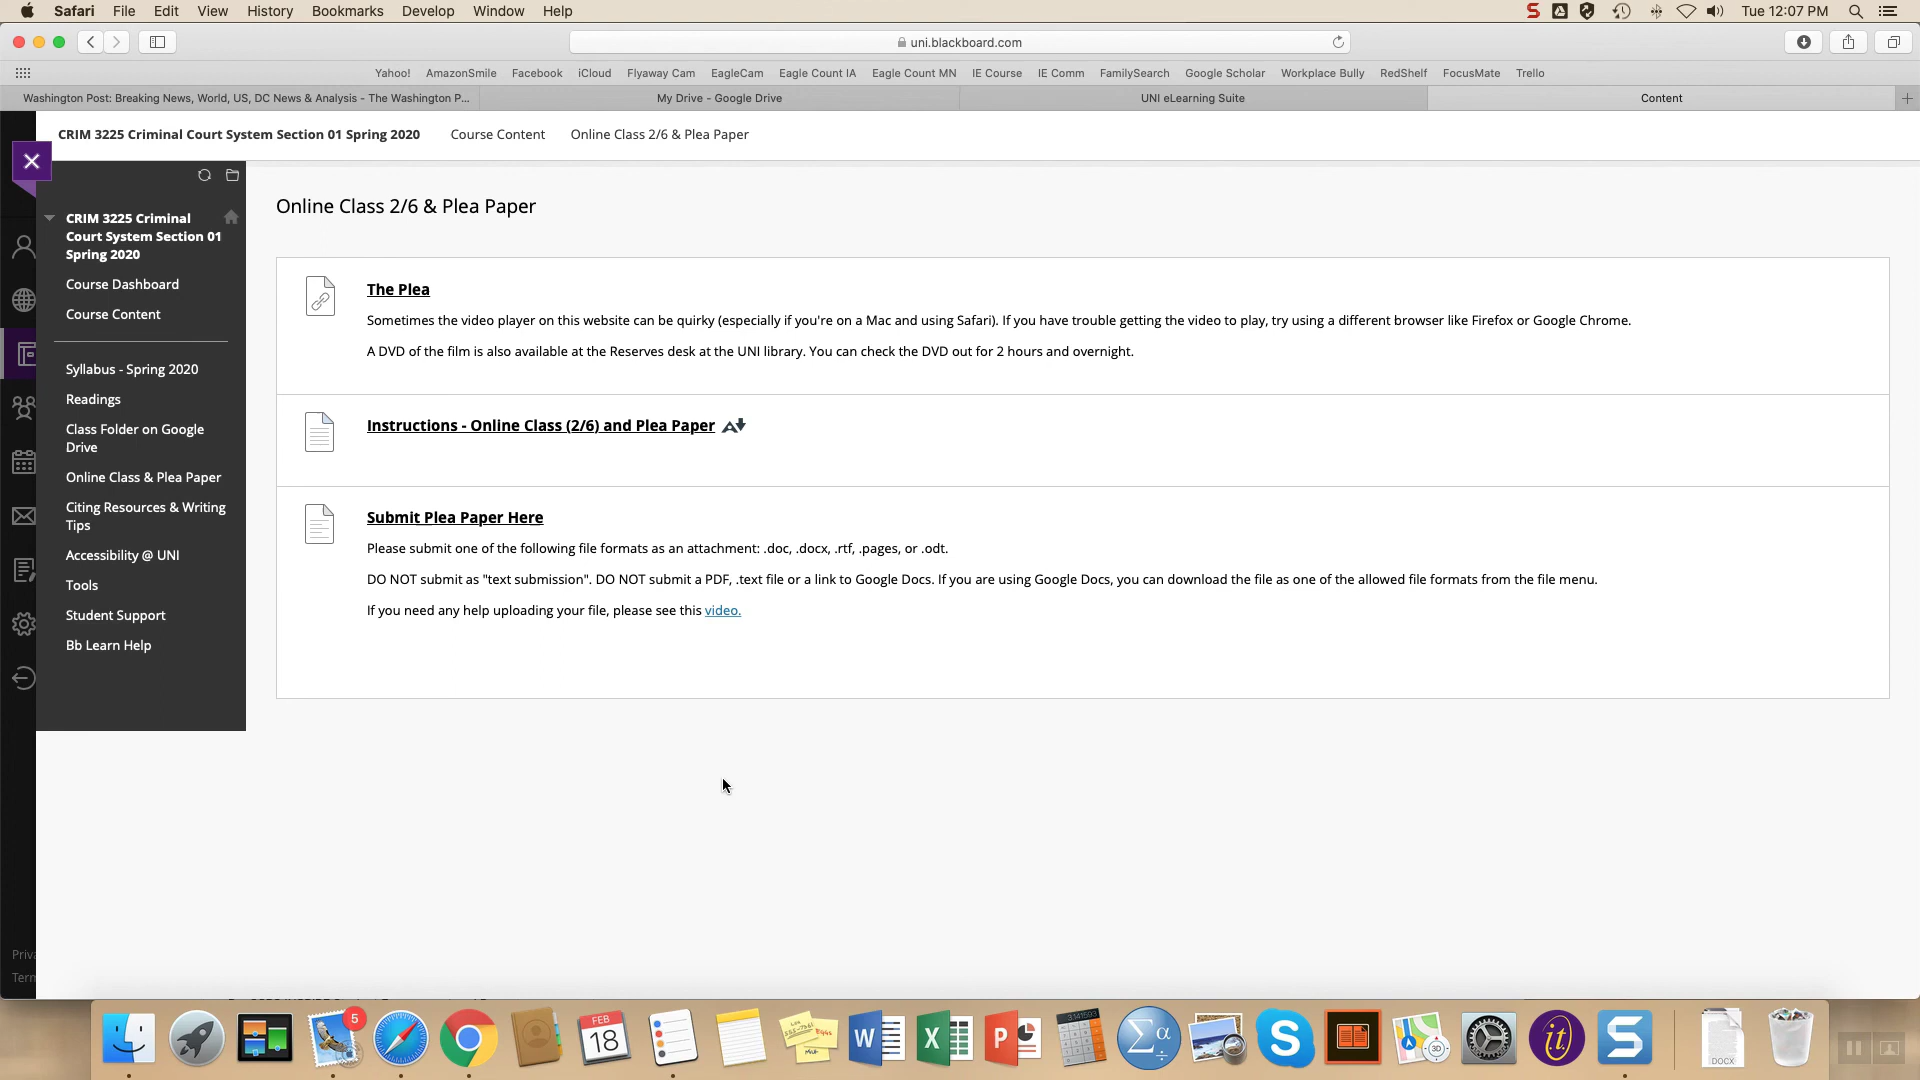 Safari File Edit View History Bookmarks Develop Window Help
Tue 12:07 PM
uni.blackboard.com
Yahoo! AmazonSmile Facebook iCloud Flyaway Cam EagleCam Eagle Count IA Eagle Count MN IE Course IE Comm FamilySearch Google Scholar Workplace Bully RedShelf FocusMate Trello
Washington Post: Breaking News, World, US, DC News & Analysis - The Washington P...
My Drive - Google Drive
UNI eLearning Suite
Content
CRIM 3225 Criminal Court System Section 01 Spring 2020
Course Content
Online Class 2/6 & Plea Paper
CRIM 3225 Criminal
Court System Section 01
Spring 2020
Course Dashboard
Course Content
Syllabus - Spring 2020
Readings
Class Folder on Google
Drive
Online Class & Plea Paper
Citing Resources & Writing
Tips
Accessibility @ UNI
Tools
Student Support
Bb Learn Help
Priva
Term
Online Class 2/6 & Plea Paper
The Plea
Sometimes the video player on this website can be quirky (especially if you're on a Mac and using Safari). If you have trouble getting the video to play, try using a different browser like Firefox or Google Chrome.
A DVD of the film is also available at the Reserves desk at the UNI library. You can check the DVD out for 2 hours and overnight.
Instructions - Online Class (2/6) and Plea Paper
Submit Plea Paper Here
Please submit one of the following file formats as an attachment: .doc, .docx, .rtf, .pages, or .odt.
DO NOT submit as "text submission". DO NOT submit a PDF, .text file or a link to Google Docs. If you are using Google Docs, you can download the file as one of the allowed file formats from the file menu.
If you need any help uploading your file, please see this video.
5
FEB
18
3.141593
3D
DOCX